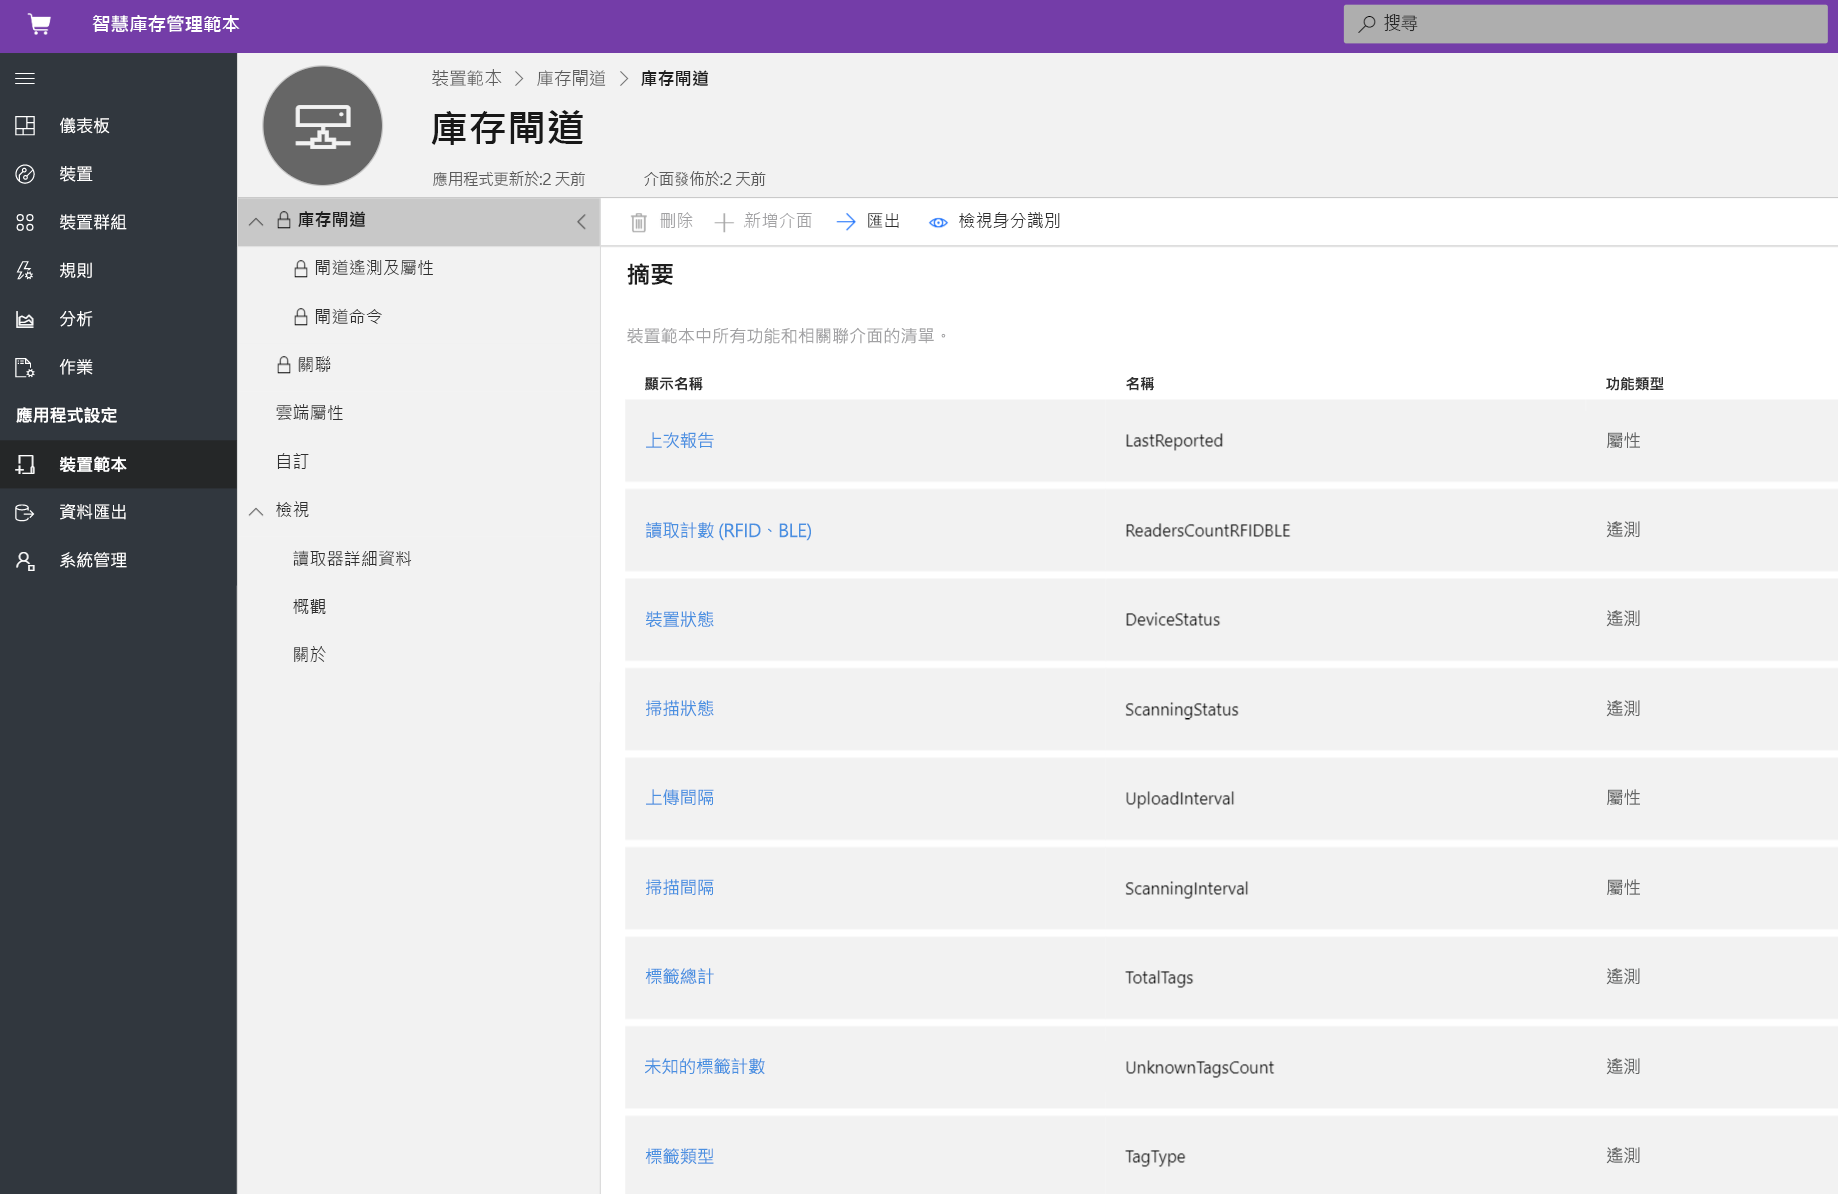 智慧庫存管理範本
搜尋
儀表板
裝置
裝置群組
規則
分析
作業
應用程式設定
裝置範本
資料匯出
系統管理
裝置範本 > 庫存閘道 > 庫存閘道
庫存閘道
應用程式更新於:2 天前 介面發佈於:2 天前
庫存閘道
閘道遙測及屬性
閘道命令
關聯
雲端屬性
自訂
檢視
讀取器詳細資料
概觀
關於
刪除 新增介面 匯出 檢視身分識別
摘要
裝置範本中所有功能和相關聯介面的清單。
顯示名稱 名稱 功能類型
上次報告 LastReported 屬性
讀取計數 (RFID、BLE) ReadersCountRFIDBLE 遙測
裝置狀態 DeviceStatus 遙測
掃描狀態 ScanningStatus 遙測
上傳間隔 UploadInterval 屬性
掃描間隔 ScanningInterval 屬性
標籤總計 TotalTags 遙測
未知的標籤計數 UnknownTagsCount 遙測
標籤類型 TagType 遙測